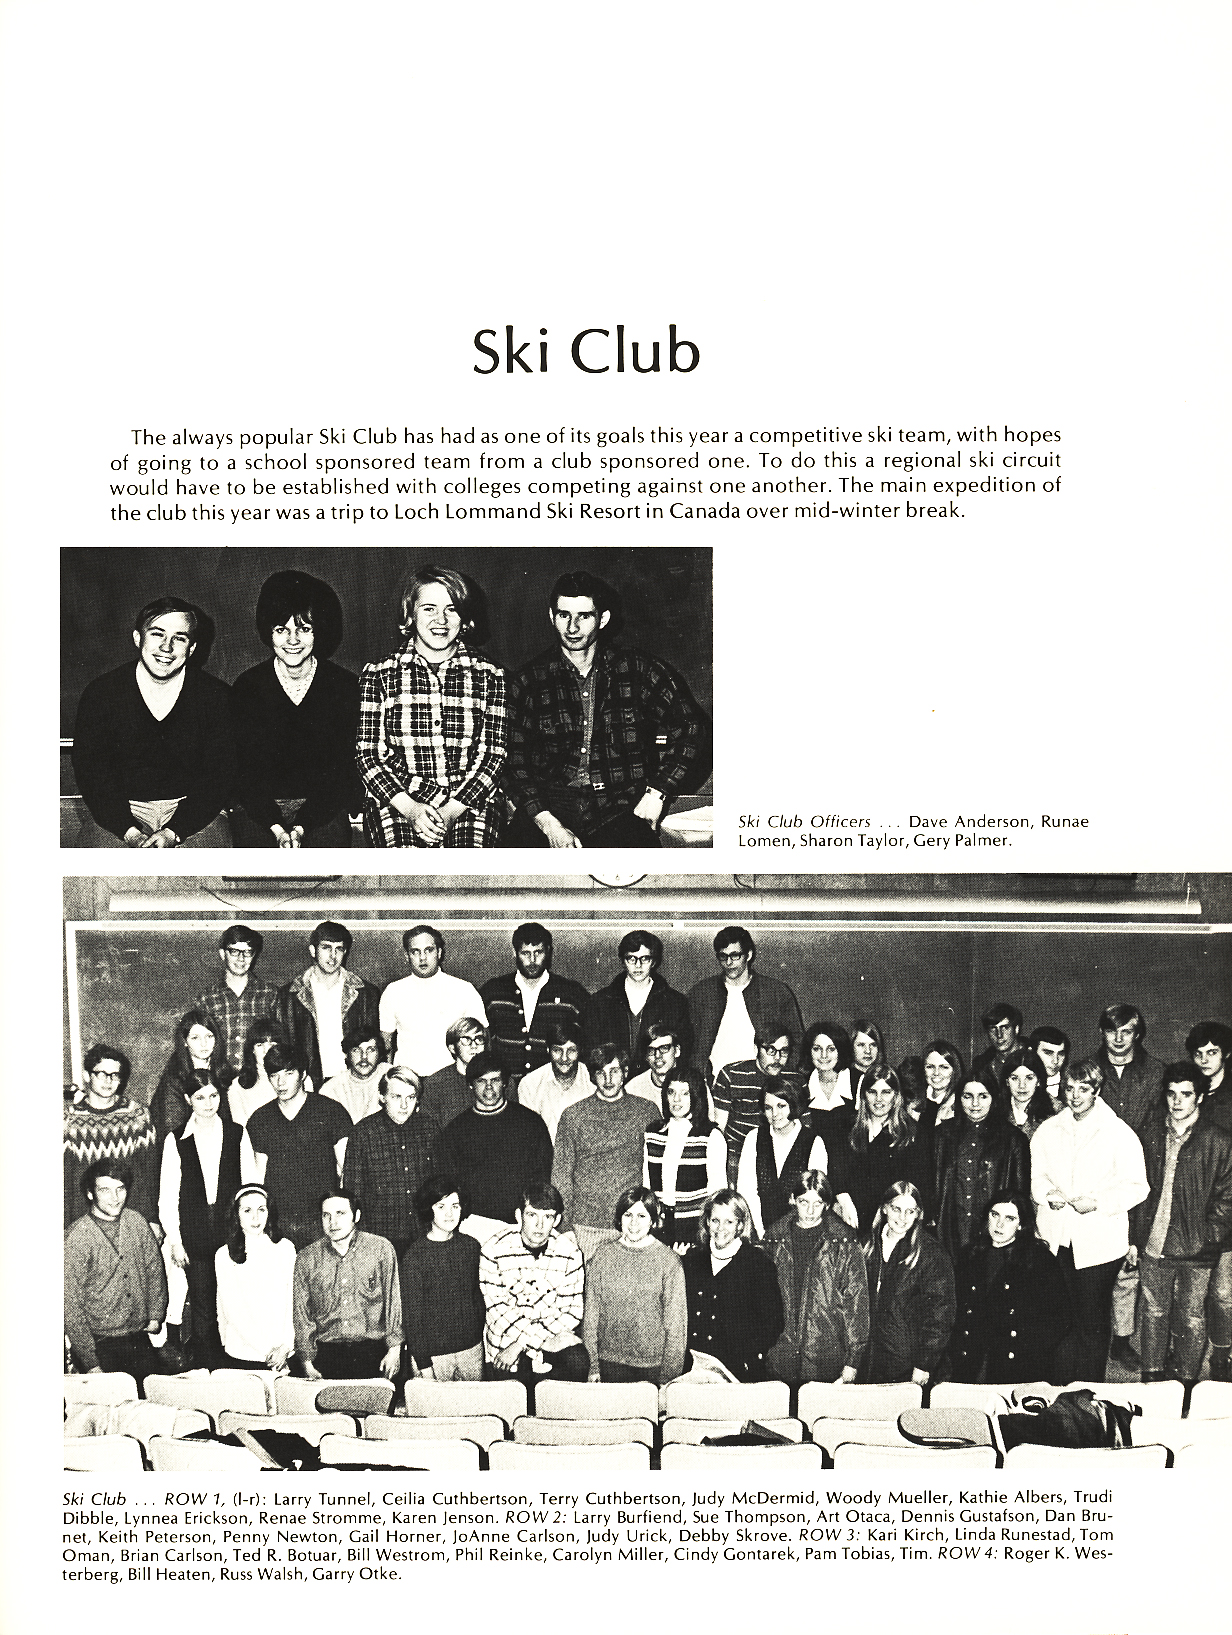 Ski Club
The always popular Ski Club has had as one of its goals this year a competitive ski team, with hopes
of going to a school sponsored team from a club sponsored one. To do this a regional ski circuit
would have to be established with colleges competing against one another. The main expedition of
the club this year was a trip to Loch Lommand Ski Resort in Canada over mid-winter break.
Ski Club Officers . . . Dave Anderson, Runae
Lomen, Sharon Taylor, Gery Palmer.
Ski Club . . . ROW 1, (l-r): Larry Tunnel, Ceilia Cuthbertson, Terry Cuthbertson, Judy McDermid, Woody Mueller, Kathie Albers, Trudi
Dibble, Lynnea Erickson, Renae Stromme, Karen Jenson. ROW 2: Larry Burfiend, Sue Thompson, Art Otaca, Dennis Gustafson, Dan Bru-
net, Keith Peterson, Penny Newton, Gail Horner, JoAnne Carlson, Judy Urick, Debby Skrove. ROW 3: Kari Kirch, Linda Runestad, Tom
Oman, Brian Carlson, Ted R. Botuar, Bill Westrom, Phil Reinke, Carolyn Miller, Cindy Gontarek, Pam Tobias, Tim. ROW 4: Roger K. Wes-
terberg, Bill Heaten, Russ Walsh, Garry Otke.